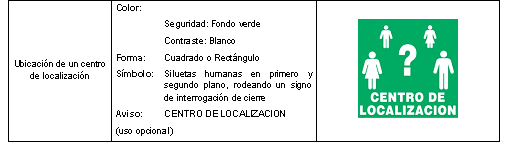 Ubicación de un centro
de localización
Color:
Seguridad: Fondo verde
Contraste: Blanco
Forma: Cuadrado o Rectángulo
Símbolo: Siluetas humanas en primero y
segundo plano, rodeando un signo
de interrogación de cierre
Aviso: CENTRO DE LOCALIZACION
(uso opcional)
?
CENTRO DE
LOCALIZACION